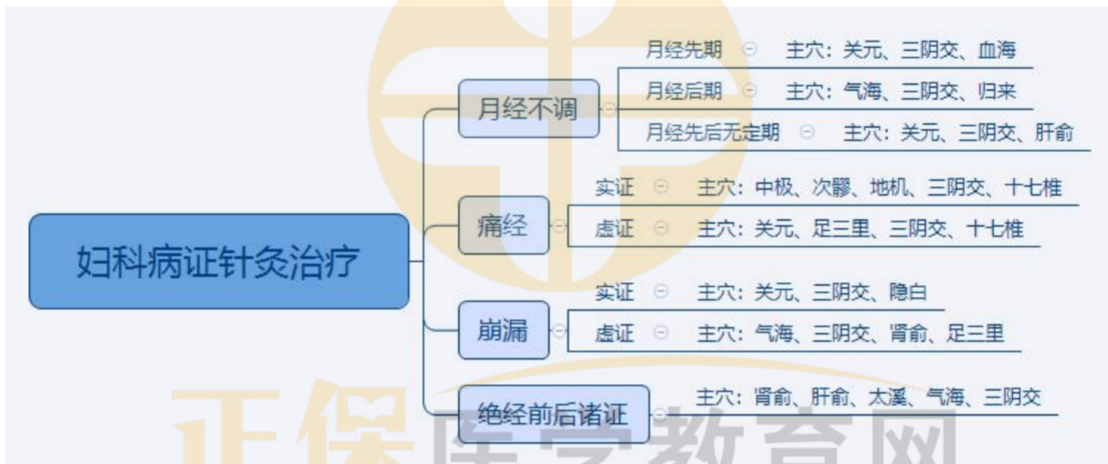 妇科病证针灸治疗
月经不调
月经先期 主穴：关元、三阴交、血海
月经后期 主穴：气海、三阴交、归来
月经先后无定期 主穴：关元、三阴交、肝俞
痛经
实证 主穴：中极、次髎、地机、三阴交、十七椎
虚证 主穴：关元、足三里、三阴交、十七椎
崩漏
实证 主穴：关元、三阴交、隐白
虚证 主穴：气海、三阴交、肾俞、足三里
绝经前后诸证
主穴：肾俞、肝俞、太溪、气海、三阴交
正保医学教育网